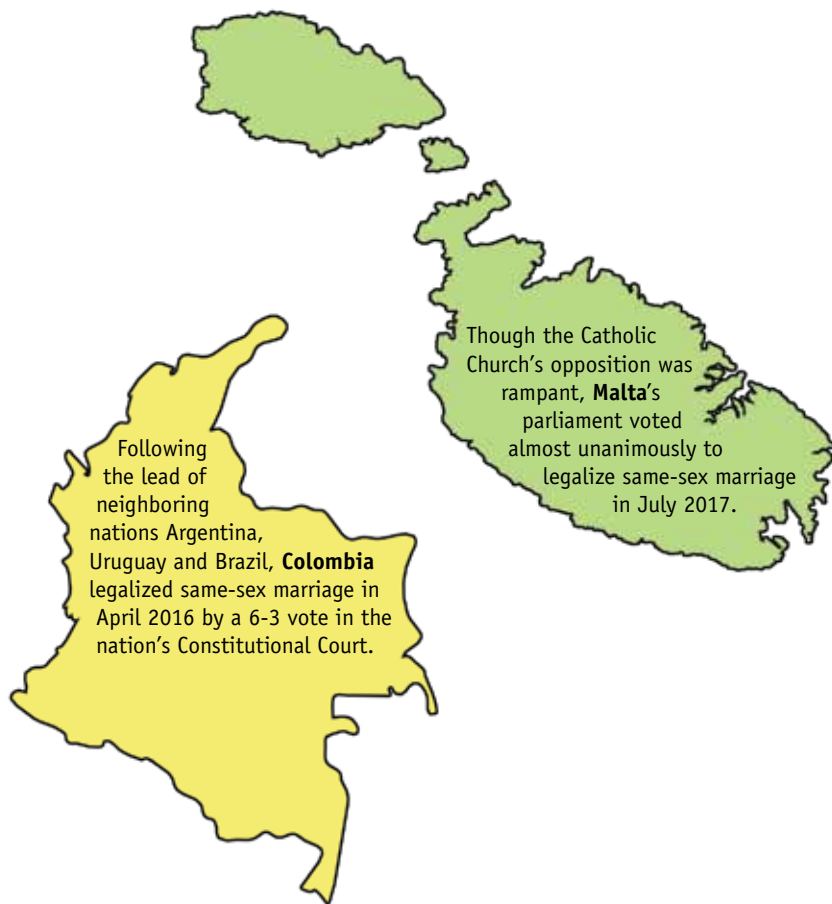 Though the Catholic
Church's opposition was
rampant, Malta's
parliament voted
almost unanimously to
legalize same-sex marriage
in July 2017.
Following
the lead of
neighboring
nations Argentina,
Uruguay and Brazil, Colombia
legalized same-sex marriage in
April 2016 by a 6-3 vote in the
nation's Constitutional Court.